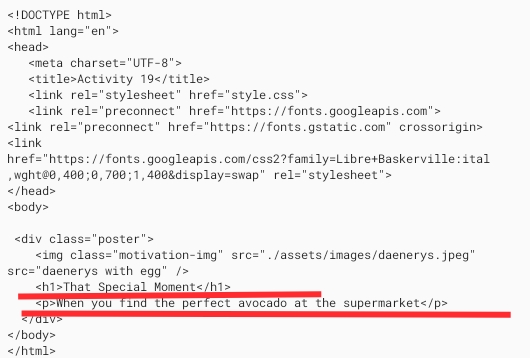 <!DOCTYPE html>
<html lang="en">
<head>
<meta charset="UTF-8">
<title>Activity 19</title>
<link rel="stylesheet" href="style.css">
<link rel="preconnect" href="https://fonts.googleapis.com">
<link rel="preconnect" href="https://fonts.gstatic.com" crossorigin>
<link
href="https://fonts.googleapis.com/css2?family=Libre+Baskerville:ital
,wght@0,400;0,700;1,400&display=swap" rel="stylesheet">
</head>
<body>
<div class="poster">
<img class="motivation-img" src="./assets/images/daenerys.jpeg"
src="daenerys with egg" />
<h1>That Special Moment</h1>
<p>When you find the perfect avocado at the supermarket</p>
</div>
</body>
</html>